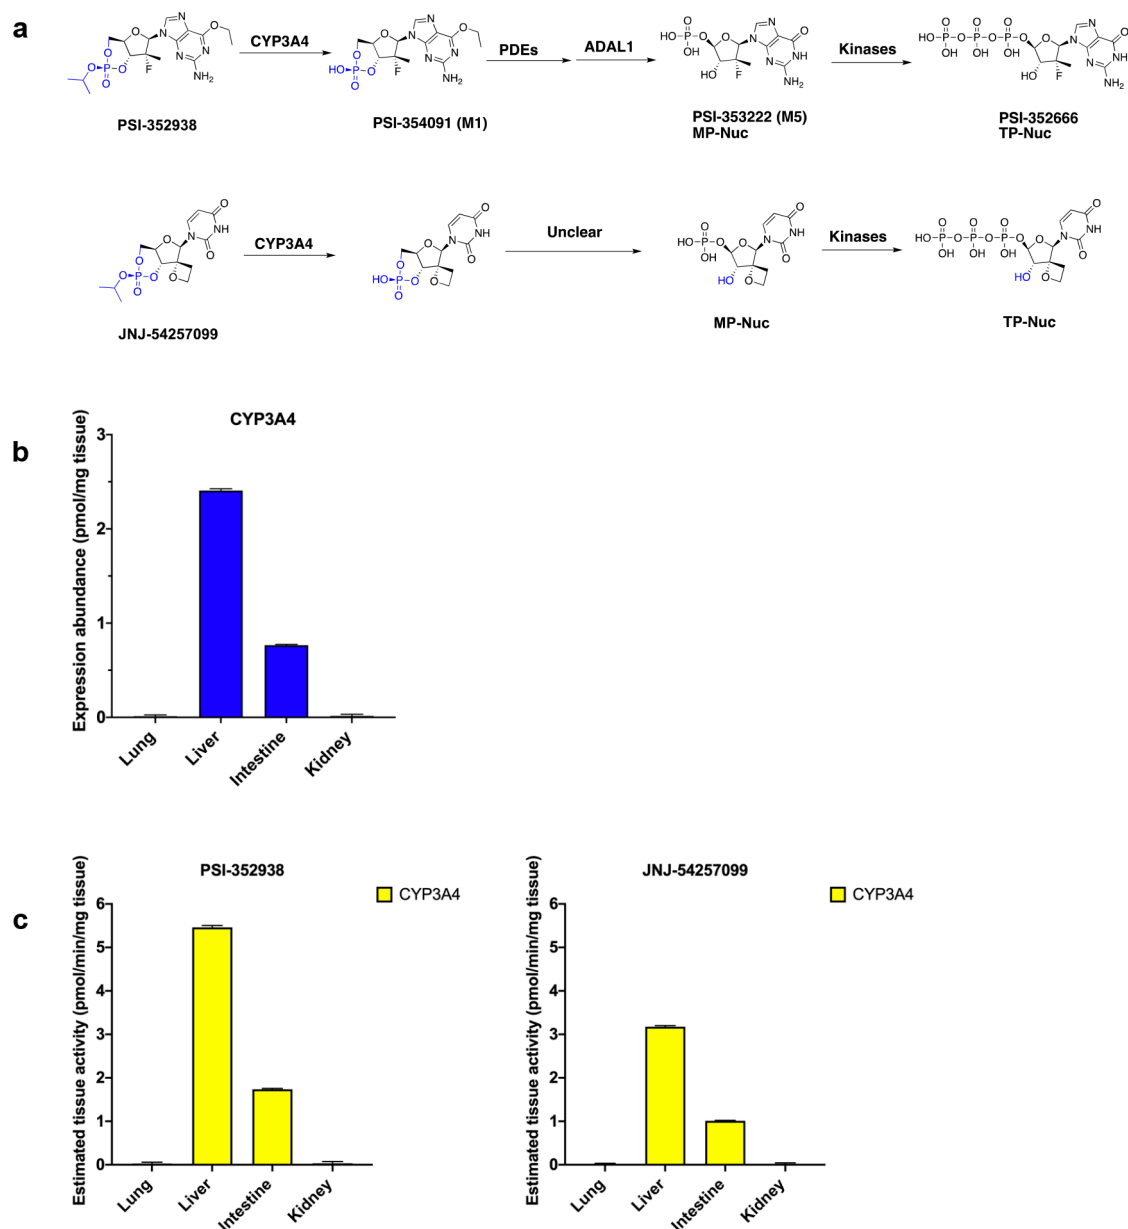 a
CYP3A4
PDEs
ADAL1
Kinases
PSI-352938
PSI-354091 (M1)
PSI-353222 (M5)
MP-Nuc
PSI-352666
TP-Nuc
CYP3A4
Unclear
Kinases
JNJ-54257099
MP-Nuc
TP-Nuc
b
CYP3A4
Expression abundance (pmol/mg tissue)
3
2
1
0
Lung
Liver
Intestine
Kidney
c
PSI-352938
CYP3A4
Estimated tissue activity (pmol/min/mg tissue)
6
5
4
3
2
1
0
Lung
Liver
Intestine
Kidney
JNJ-54257099
CYP3A4
Estimated tissue activity (pmol/min/mg tissue)
6
5
4
3
2
1
0
Lung
Liver
Intestine
Kidney